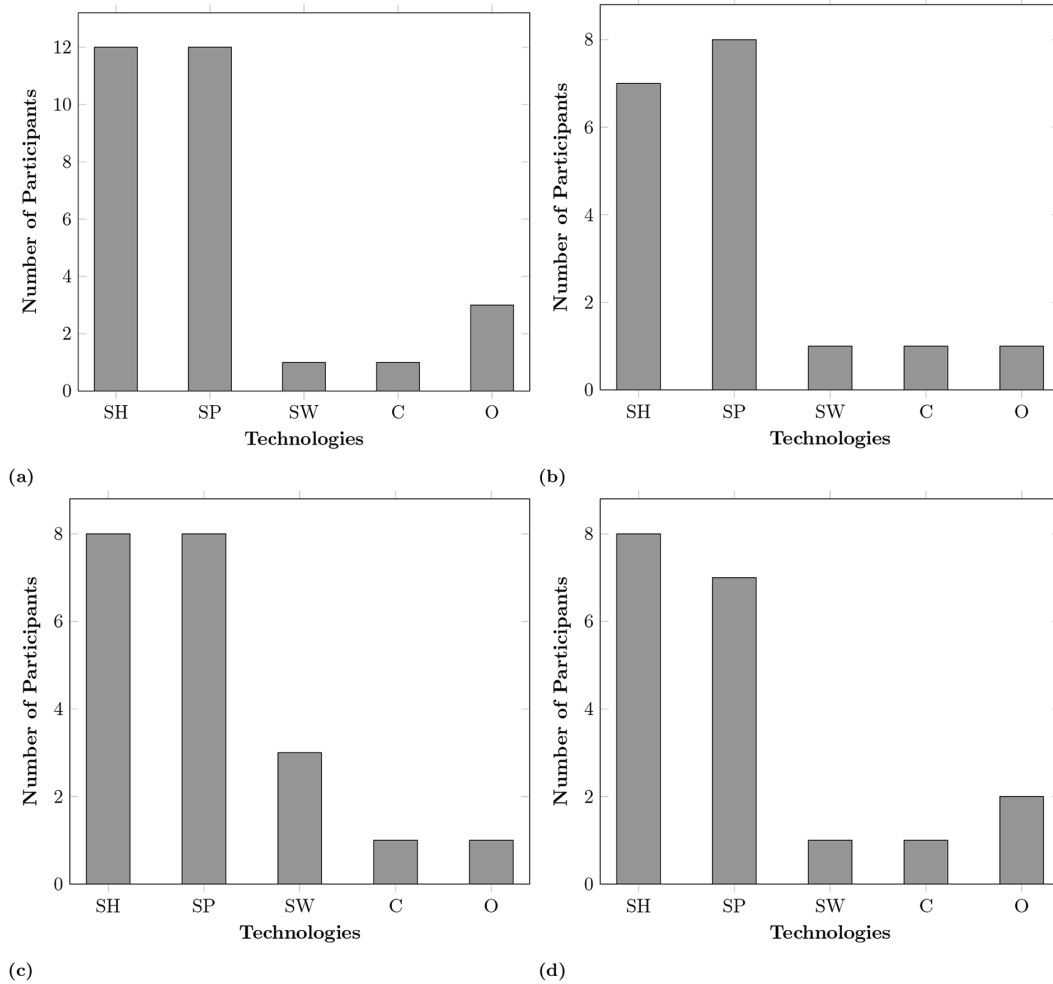 Number of Participants
12
10
8
6
4
2
0
SH SP SW C O
Technologies
(a)
Number of Participants
8
6
4
2
0
SH SP SW C O
Technologies
(b)
Number of Participants
8
6
4
2
0
SH SP SW C O
Technologies
(c)
Number of Participants
8
6
4
2
0
SH SP SW C O
Technologies
(d)